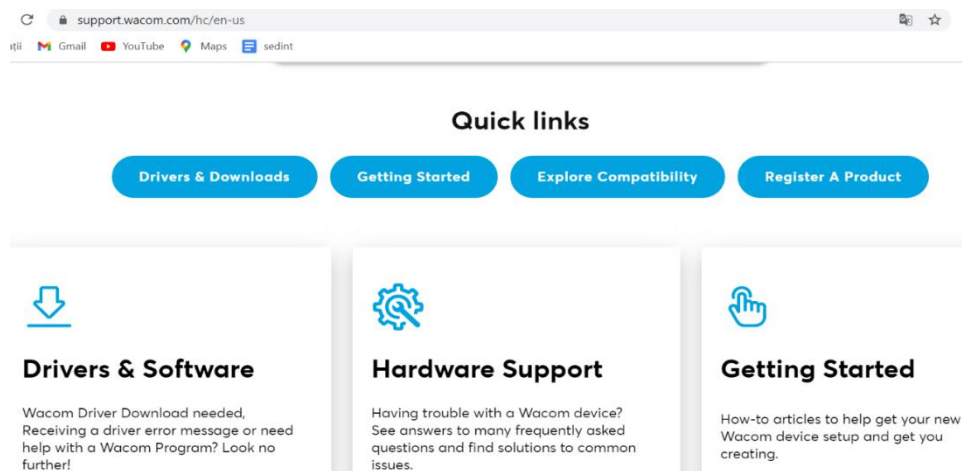 support.wacom.com/hc/en-us
ții Gmail YouTube Maps sedint
Quick links
Drivers & Downloads Getting Started Explore Compatibility Register A Product
Drivers & Software
Wacom Driver Download needed,
Receiving a driver error message or need
help with a Wacom Program? Look no
further!
Hardware Support
Having trouble with a Wacom device?
See answers to many frequently asked
questions and find solutions to common
issues.
Getting Started
How-to articles to help get your new
Wacom device setup and get you
creating.